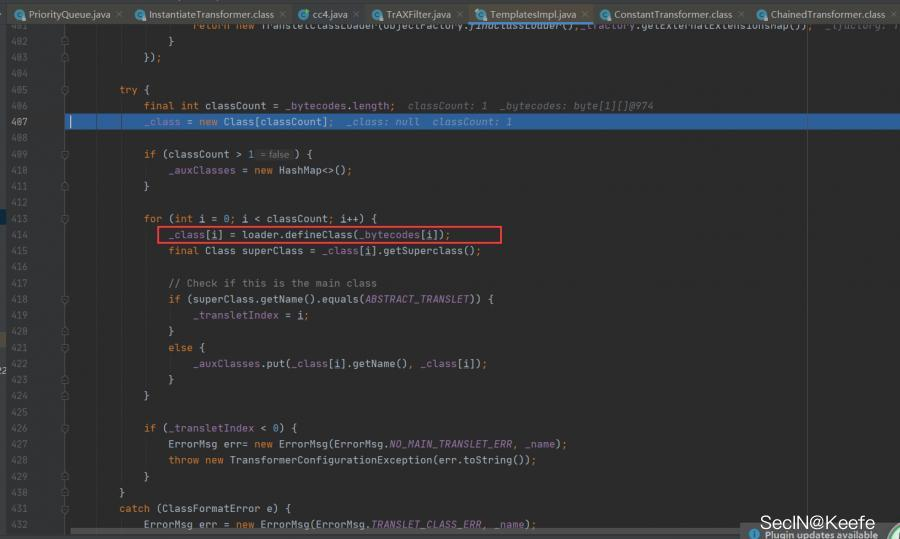 PriorityQueue.java InstantiateTransformer.class cc4.java TrAXFilter.java TemplatesImpl.java ConstantTransformer.class ChainedTransformer.class
401 return new TransletClassLoader(ObjectFactory.findClassLoader(),_tfactory.getExternalExtensionsMap());
402 }
403 });
404
405 try {
406 final int classCount = _bytecodes.length; classCount: 1 _bytecodes: byte[1][]@974
407 _class = new Class[classCount]; _class: null classCount: 1
408
409 if (classCount > 1 = false ) {
410 _auxClasses = new HashMap<>();
411 }
412
413 for (int i = 0; i < classCount; i++) {
414 _class[i] = loader.defineClass(_bytecodes[i]);
415 final Class superClass = _class[i].getSuperclass();
416
417 // Check if this is the main class
418 if (superClass.getName().equals(ABSTRACT_TRANSLET)) {
419 _transletIndex = i;
420 }
421 else {
422 _auxClasses.put(_class[i].getName(), _class[i]);
423 }
424 }
425
426 if (_transletIndex < 0) {
427 ErrorMsg err= new ErrorMsg(ErrorMsg.NO_MAIN_TRANSLET_ERR, _name);
428 throw new TransformerConfigurationException(err.toString());
429 }
430 }
431 catch (ClassFormatError e) {
432 ErrorMsg err = new ErrorMsg(ErrorMsg.TRANSLET_CLASS_ERR, _name);
SecIN@Keefe
Plugin updates available